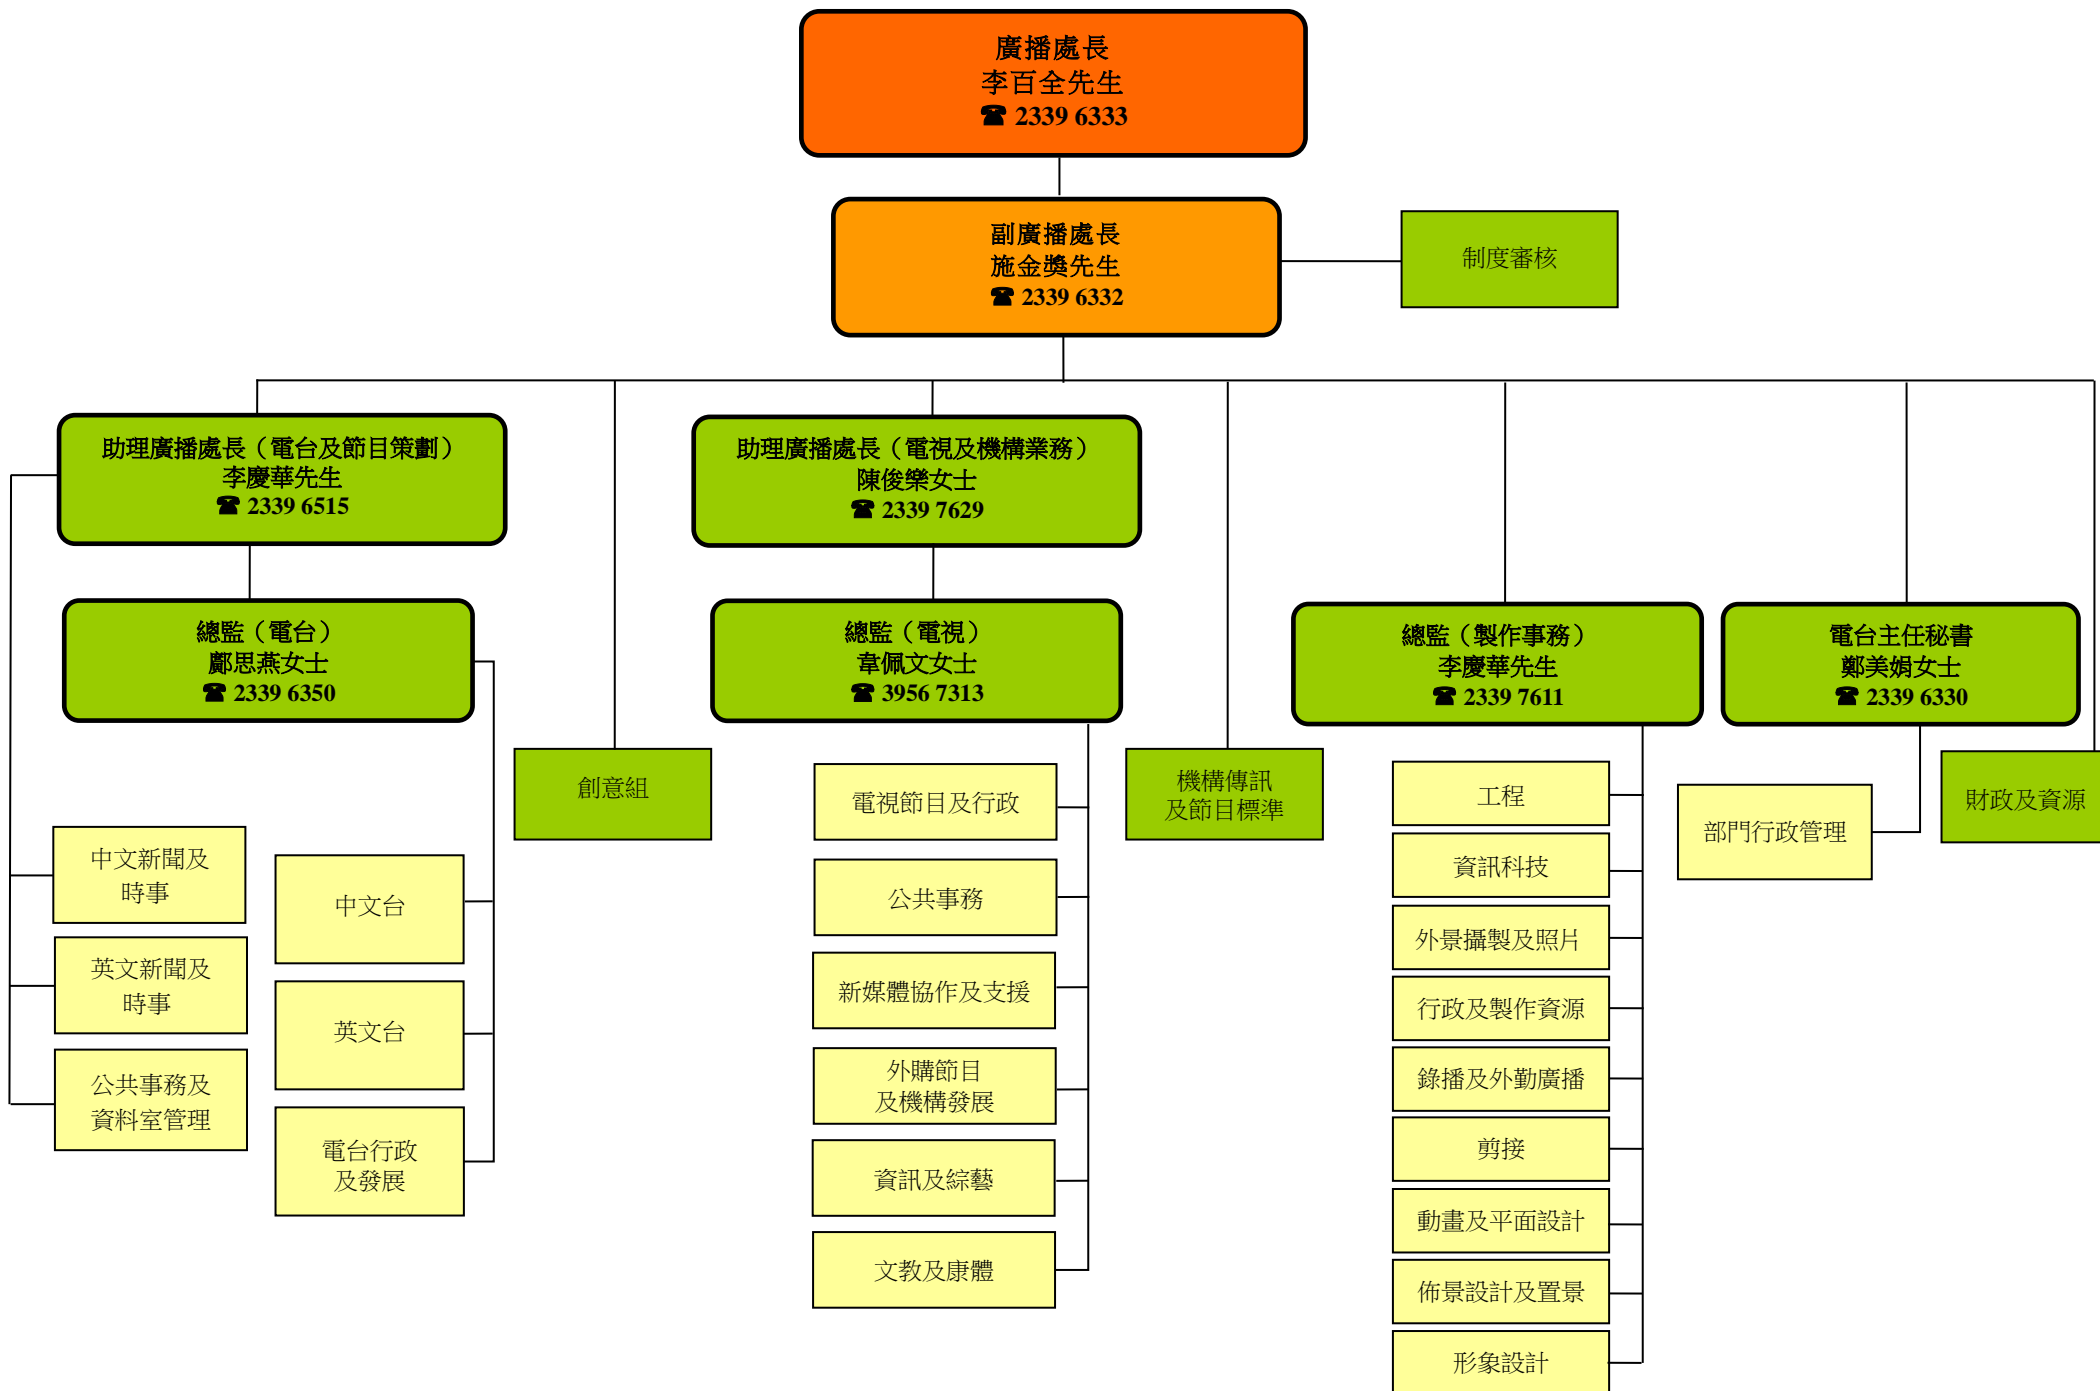 廣播處長
李百全先生
☎ 2339 6333
副廣播處長
施金獎先生
☎ 2339 6332
制度審核
助理廣播處長（電台及節目策劃）
李慶華先生
☎ 2339 6515
助理廣播處長（電視及機構業務）
陳俊樂女士
☎ 2339 7629
總監（電台）
鄺思燕女士
☎ 2339 6350
總監（電視）
韋佩文女士
☎ 3956 7313
總監（製作事務）
李慶華先生
☎ 2339 7611
電台主任秘書
鄭美娟女士
☎ 2339 6330
中文新聞及
時事
英文新聞及
時事
公共事務及
資料室管理
中文台
英文台
電台行政
及發展
創意組
電視節目及行政
公共事務
新媒體協作及支援
外購節目
及機構發展
資訊及綜藝
文教及康體
機構傳訊
及節目標準
工程
資訊科技
外景攝製及照片
行政及製作資源
錄播及外勤廣播
剪接
動畫及平面設計
佈景設計及置景
形象設計
部門行政管理
財政及資源